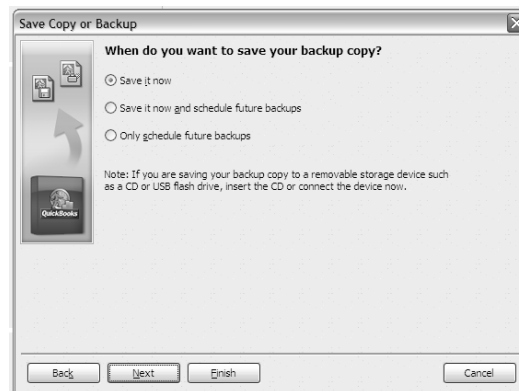 Save Copy or Backup
When do you want to save your backup copy?
Save it now
Save it now and schedule future backups
Only schedule future backups
Note: If you are saving your backup copy to a removable storage device such
as a CD or USB flash drive, insert the CD or connect the device now.
QuickBooks
Back
Next
Finish
Cancel